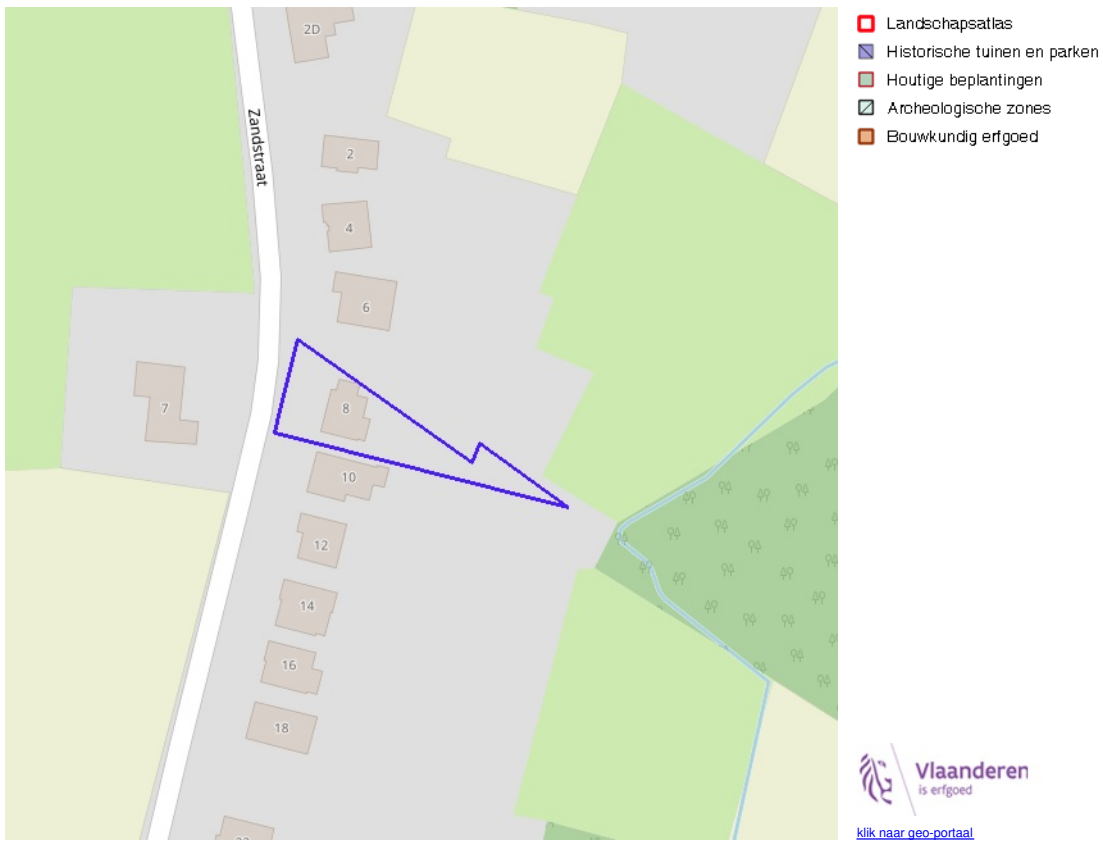 2D
Zandstraat
2
4
6
7
8
10
12
14
16
18
Landschapsatlas
Historische tuinen en parken
Houtige beplantingen
Archeologische zones
Bouwkundig erfgoed
Vlaanderen
is erfgoed
klik naar geo-portaal